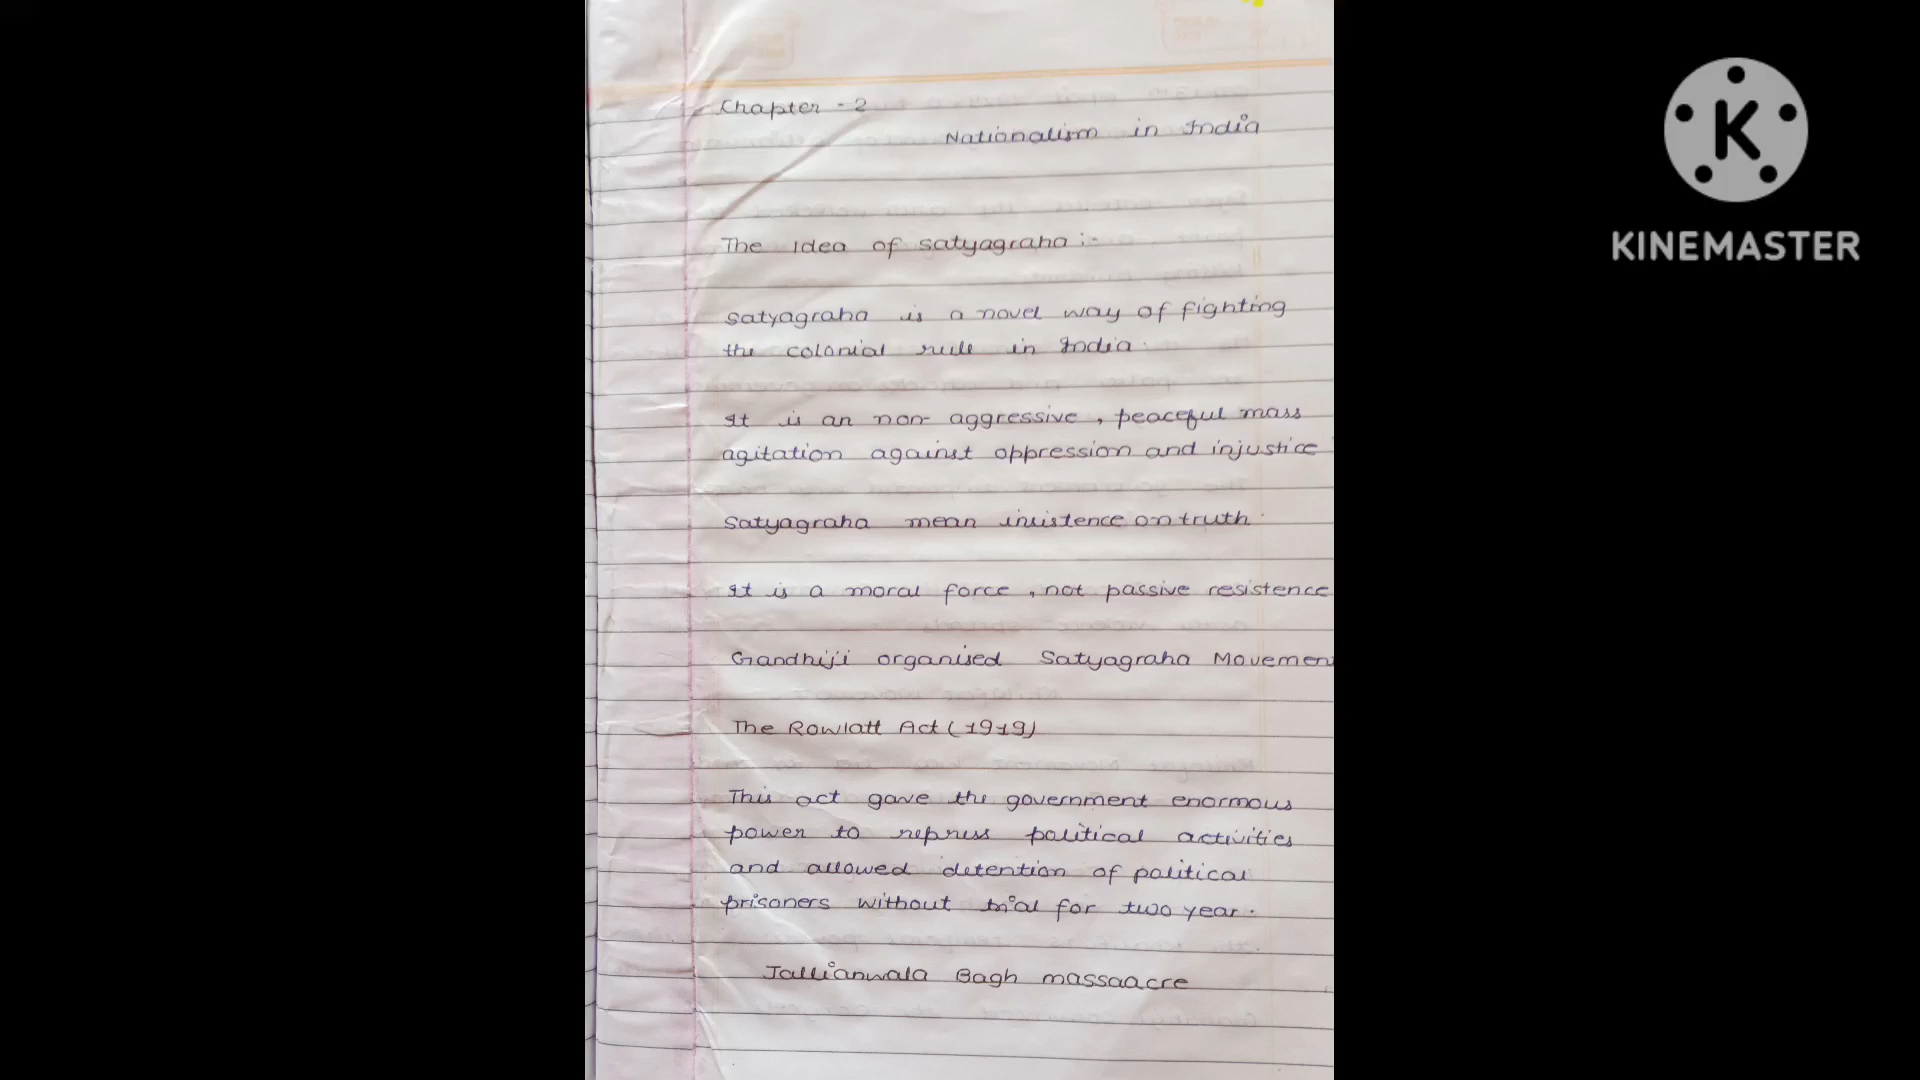 Chapter - 2
Nationalism in India
The Idea of Satyagraha :-
Satyagraha is a novel way of fighting
the colonial rule in India.
It is an non- aggressive, peaceful mass
agitation against oppression and injustice
Satyagraha mean insistence on truth.
It is a moral force, not passive resistence
Gandhiji organised Satyagraha Movement
The Rowlatt Act (1919)
This act gave the government enormous
power to repress political activities
and allowed detention of political
prisoners without trial for two year.
Jallianwala Bagh massaacre
KINEMASTER